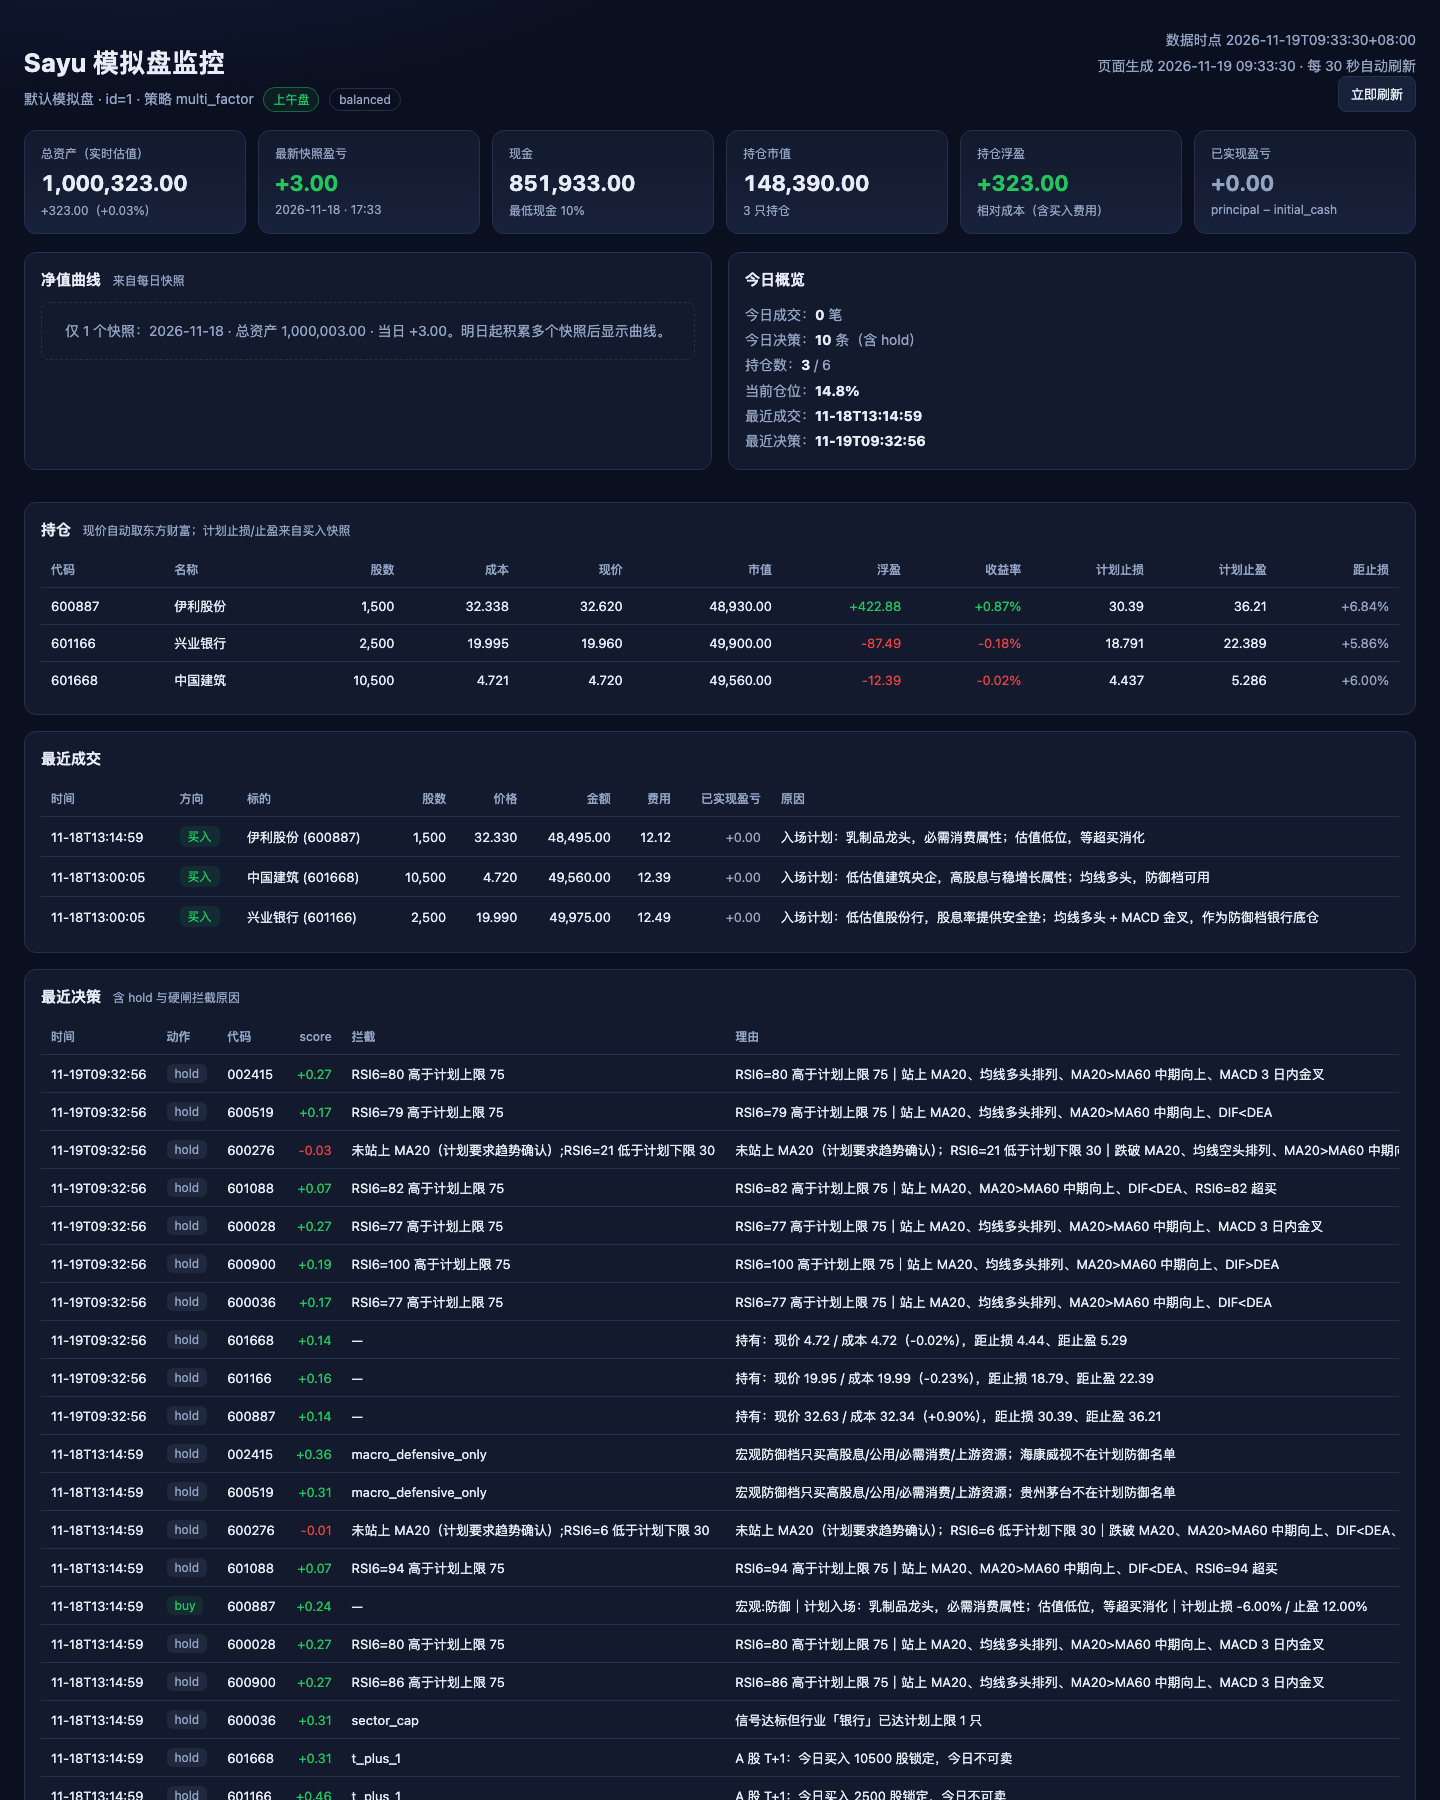 Sayu 模拟盘监控
数据时点 2026-11-19T09:33:30+08:00
页面生成 2026-11-19 09:33:30 · 每 30 秒自动刷新
默认模拟盘 · id=1 · 策略 multi_factor 上午盘 balanced
立即刷新
总资产（实时估值）
1,000,323.00
+323.00（+0.03%）
最新快照盈亏
+3.00
2026-11-18 · 17:33
现金
851,933.00
最低现金 10%
持仓市值
148,390.00
3 只持仓
持仓浮盈
+323.00
相对成本（含买入费用）
已实现盈亏
+0.00
principal − initial_cash
净值曲线 来自每日快照
仅 1 个快照：2026-11-18 · 总资产 1,000,003.00 · 当日 +3.00。明日起积累多个快照后显示曲线。
今日概览
今日成交：0 笔
今日决策：10 条（含 hold）
持仓数：3 / 6
当前仓位：14.8%
最近成交：11-18T13:14:59
最近决策：11-19T09:32:56
持仓 现价自动取东方财富；计划止损/止盈来自买入快照
代码 名称 股数 成本 现价 市值 浮盈 收益率 计划止损 计划止盈 距止损
600887 伊利股份 1,500 32.338 32.620 48,930.00 +422.88 +0.87% 30.39 36.21 +6.84%
601166 兴业银行 2,500 19.995 19.960 49,900.00 -87.49 -0.18% 18.791 22.389 +5.86%
601668 中国建筑 10,500 4.721 4.720 49,560.00 -12.39 -0.02% 4.437 5.286 +6.00%
最近成交
时间 方向 标的 股数 价格 金额 费用 已实现盈亏 原因
11-18T13:14:59 买入 伊利股份 (600887) 1,500 32.330 48,495.00 12.12 +0.00 入场计划：乳制品龙头，必需消费属性；估值低位，等超买消化
11-18T13:00:05 买入 中国建筑 (601668) 10,500 4.720 49,560.00 12.39 +0.00 入场计划：低估值建筑央企，高股息与稳增长属性；均线多头，防御档可用
11-18T13:00:05 买入 兴业银行 (601166) 2,500 19.990 49,975.00 12.49 +0.00 入场计划：低估值股份行，股息率提供安全垫；均线多头 + MACD 金叉，作为防御档银行底仓
最近决策 含 hold 与硬闸拦截原因
时间 动作 代码 score 拦截 理由
11-19T09:32:56 hold 002415 +0.27 RSI6=80 高于计划上限 75 RSI6=80 高于计划上限 75 | 站上 MA20、均线多头排列、MA20>MA60 中期向上、MACD 3 日内金叉
11-19T09:32:56 hold 600519 +0.17 RSI6=79 高于计划上限 75 RSI6=79 高于计划上限 75 | 站上 MA20、均线多头排列、MA20>MA60 中期向上、DIF<DEA
11-19T09:32:56 hold 600276 -0.03 未站上 MA20（计划要求趋势确认）;RSI6=21 低于计划下限 30 未站上 MA20（计划要求趋势确认）；RSI6=21 低于计划下限 30 | 跌破 MA20、均线空头排列、MA20>MA60 中期
11-19T09:32:56 hold 601088 +0.07 RSI6=82 高于计划上限 75 RSI6=82 高于计划上限 75 | 站上 MA20、MA20>MA60 中期向上、DIF<DEA、RSI6=82 超买
11-19T09:32:56 hold 600028 +0.27 RSI6=77 高于计划上限 75 RSI6=77 高于计划上限 75 | 站上 MA20、均线多头排列、MA20>MA60 中期向上、MACD 3 日内金叉
11-19T09:32:56 hold 600900 +0.19 RSI6=100 高于计划上限 75 RSI6=100 高于计划上限 75 | 站上 MA20、均线多头排列、MA20>MA60 中期向上、DIF>DEA
11-19T09:32:56 hold 600036 +0.17 RSI6=77 高于计划上限 75 RSI6=77 高于计划上限 75 | 站上 MA20、均线多头排列、MA20>MA60 中期向上、DIF<DEA
11-19T09:32:56 hold 601668 +0.14 — 持有：现价 4.72 / 成本 4.72（-0.02%），距止损 4.44、距止盈 5.29
11-19T09:32:56 hold 601166 +0.16 — 持有：现价 19.95 / 成本 19.99（-0.23%），距止损 18.79、距止盈 22.39
11-19T09:32:56 hold 600887 +0.14 — 持有：现价 32.63 / 成本 32.34（+0.90%），距止损 30.39、距止盈 36.21
11-18T13:14:59 hold 002415 +0.36 macro_defensive_only 宏观防御档只买高股息/公用/必需消费/上游资源；海康威视不在计划防御名单
11-18T13:14:59 hold 600519 +0.31 macro_defensive_only 宏观防御档只买高股息/公用/必需消费/上游资源；贵州茅台不在计划防御名单
11-18T13:14:59 hold 600276 -0.01 未站上 MA20（计划要求趋势确认）;RSI6=6 低于计划下限 30 未站上 MA20（计划要求趋势确认）；RSI6=6 低于计划下限 30 | 跌破 MA20、MA20>MA60 中期向上、DIF<DEA、
11-18T13:14:59 hold 601088 +0.07 RSI6=94 高于计划上限 75 RSI6=94 高于计划上限 75 | 站上 MA20、MA20>MA60 中期向上、DIF<DEA、RSI6=94 超买
11-18T13:14:59 buy 600887 +0.24 — 宏观:防御 | 计划入场：乳制品龙头，必需消费属性；估值低位，等超买消化 | 计划止损 -6.00% / 止盈 12.00%
11-18T13:14:59 hold 600028 +0.27 RSI6=80 高于计划上限 75 RSI6=80 高于计划上限 75 | 站上 MA20、均线多头排列、MA20>MA60 中期向上、MACD 3 日内金叉
11-18T13:14:59 hold 600900 +0.27 RSI6=86 高于计划上限 75 RSI6=86 高于计划上限 75 | 站上 MA20、均线多头排列、MA20>MA60 中期向上、MACD 3 日内金叉
11-18T13:14:59 hold 600036 +0.31 sector_cap 信号达标但行业「银行」已达计划上限 1 只
11-18T13:14:59 hold 601668 +0.31 t_plus_1 A 股 T+1：今日买入 10500 股锁定，今日不可卖
11-18T13:14:59 hold 601166 +0.46 t_plus_1 A 股 T+1：今日买入 2500 股锁定，今日不可卖